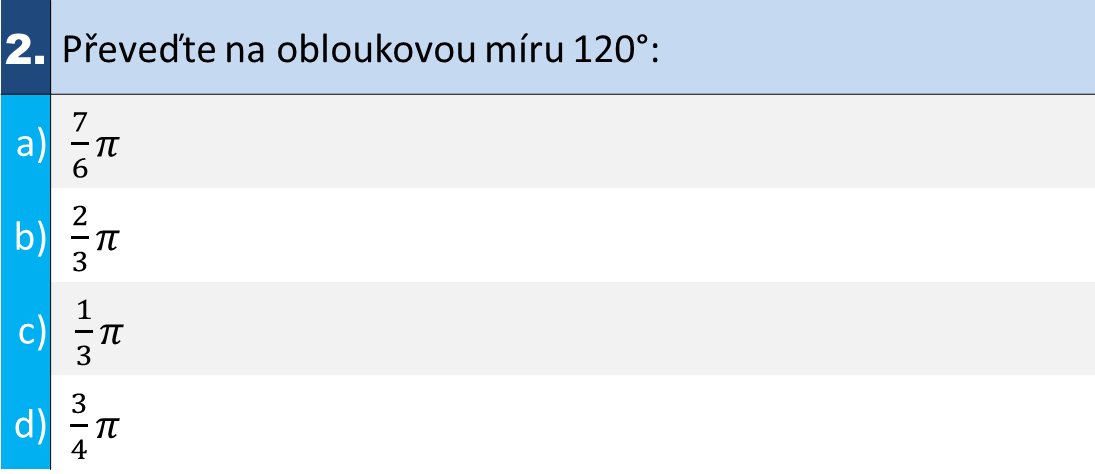 2. Převeďte na obloukovou míru 120°:
a) 7/6 π
b) 2/3 π
c) 1/3 π
d) 3/4 π